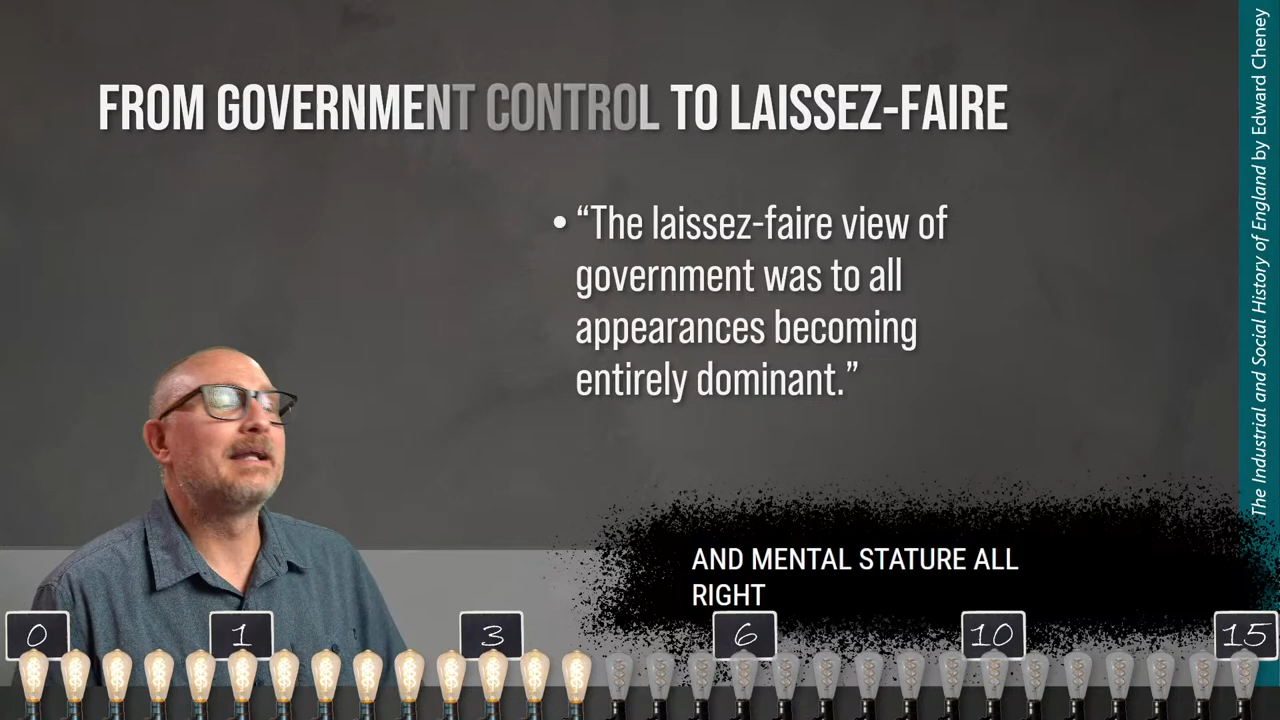 FROM GOVERNMENT CONTROL TO LAISSEZ-FAIRE
• “The laissez-faire view of
government was to all
appearances becoming
entirely dominant.”
The Industrial and Social History of England by Edward Cheney
AND MENTAL STATURE ALL
RIGHT
0 1 3 6 10 15